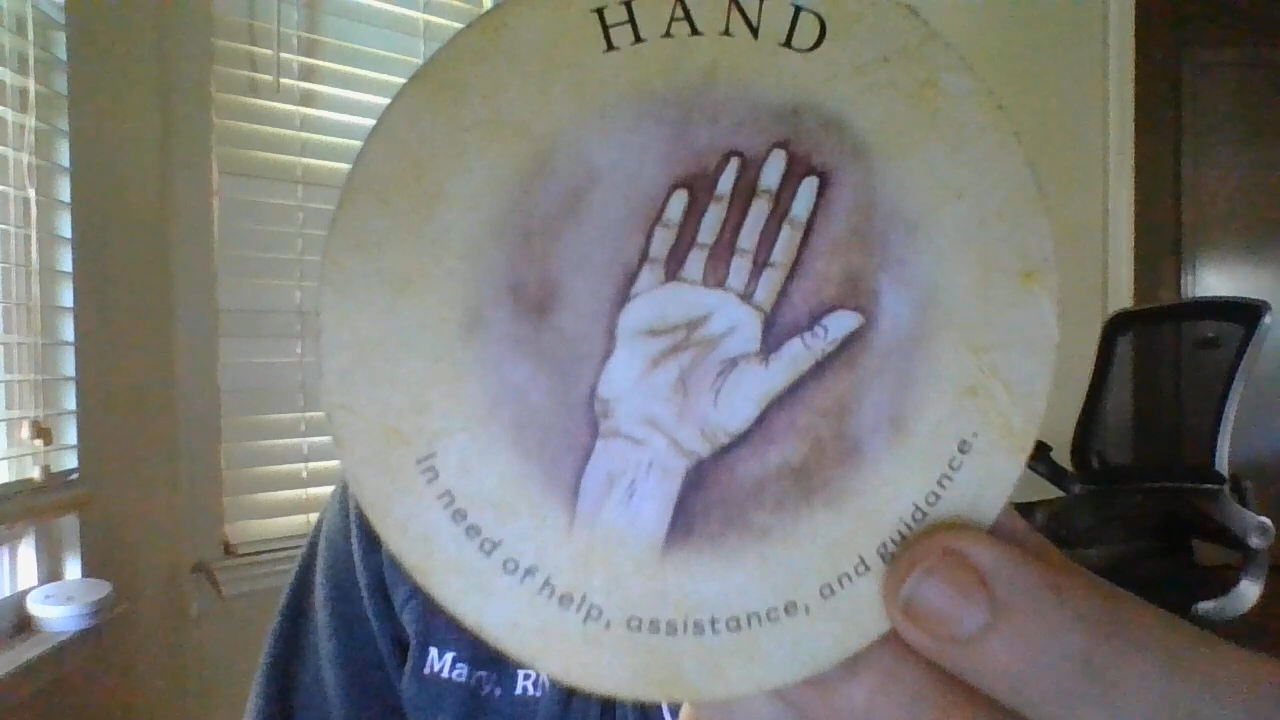 HAND
In need of help, assistance, and guidance.
Mary, RN